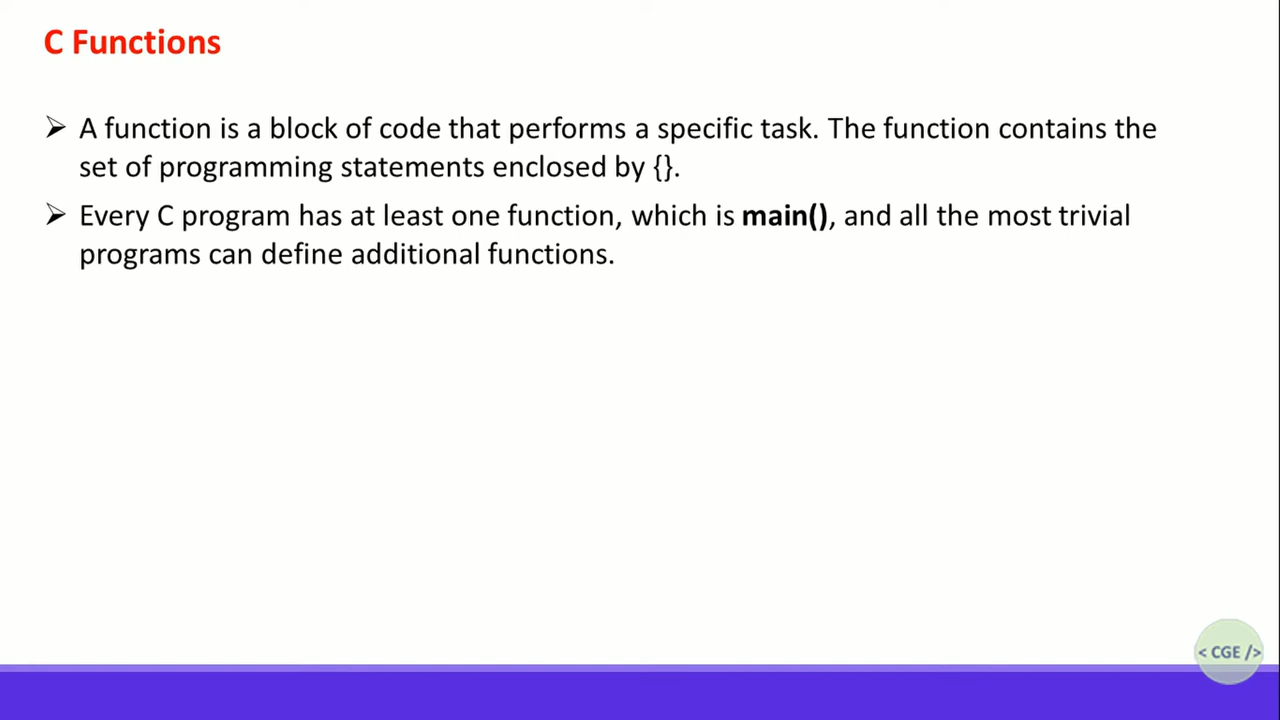 C Functions
➢ A function is a block of code that performs a specific task. The function contains the
set of programming statements enclosed by {}.
➢ Every C program has at least one function, which is main(), and all the most trivial
programs can define additional functions.
< CGE />